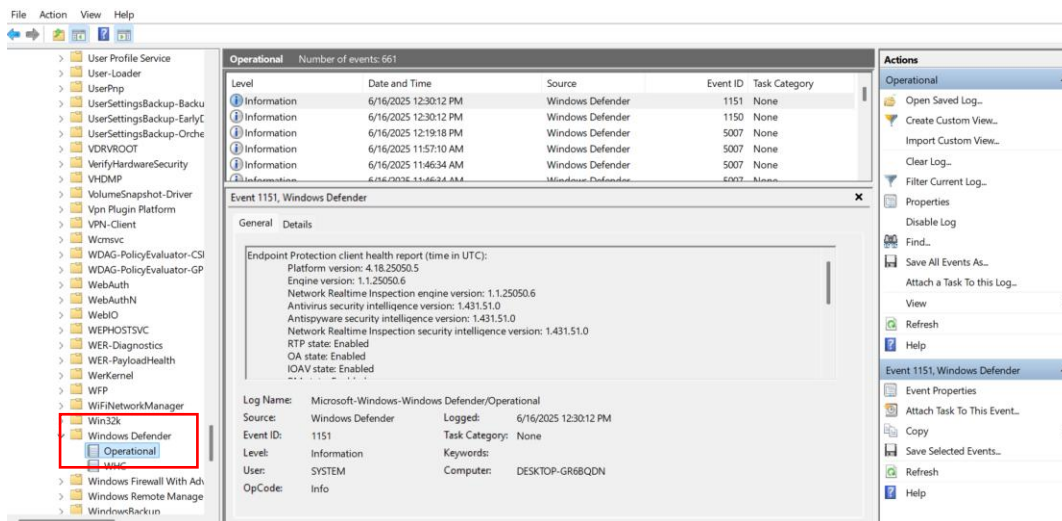 File Action View Help
User Profile Service
User-Loader
UserPnp
UserSettingsBackup-Backu
UserSettingsBackup-EarlyD
UserSettingsBackup-Orche
VDRVROOT
VerifyHardwareSecurity
VHDMP
VolumeSnapshot-Driver
Vpn Plugin Platform
VPN-Client
Wcmsvc
WDAG-PolicyEvaluator-CSI
WDAG-PolicyEvaluator-GP
WebAuth
WebAuthN
WebIO
WEPHOSTSVC
WER-Diagnostics
WER-PayloadHealth
WerKernel
WFP
WiFiNetworkManager
Win32k
Windows Defender
Operational
WHC
Windows Firewall With Adv
Windows Remote Manage
WindowsBackup
Operational Number of events: 661
Level Date and Time Source Event ID Task Category
Information 6/16/2025 12:30:12 PM Windows Defender 1151 None
Information 6/16/2025 12:30:12 PM Windows Defender 1150 None
Information 6/16/2025 12:19:18 PM Windows Defender 5007 None
Information 6/16/2025 11:57:10 AM Windows Defender 5007 None
Information 6/16/2025 11:46:34 AM Windows Defender 5007 None
Information 6/16/2025 11:46:34 AM Windows Defender 5007 None
Event 1151, Windows Defender
General Details
Endpoint Protection client health report (time in UTC):
Platform version: 4.18.25050.5
Engine version: 1.1.25050.6
Network Realtime Inspection engine version: 1.1.25050.6
Antivirus security intelligence version: 1.431.51.0
Antispyware security intelligence version: 1.431.51.0
Network Realtime Inspection security intelligence version: 1.431.51.0
RTP state: Enabled
OA state: Enabled
IOAV state: Enabled
Log Name: Microsoft-Windows-Windows Defender/Operational
Source: Windows Defender Logged: 6/16/2025 12:30:12 PM
Event ID: 1151 Task Category: None
Level: Information Keywords:
User: SYSTEM Computer: DESKTOP-GR6BQDN
OpCode: Info
Actions
Operational
Open Saved Log...
Create Custom View...
Import Custom View...
Clear Log...
Filter Current Log...
Properties
Disable Log
Find...
Save All Events As...
Attach a Task To this Log...
View
Refresh
Help
Event 1151, Windows Defender
Event Properties
Attach Task To This Event...
Copy
Save Selected Events...
Refresh
Help